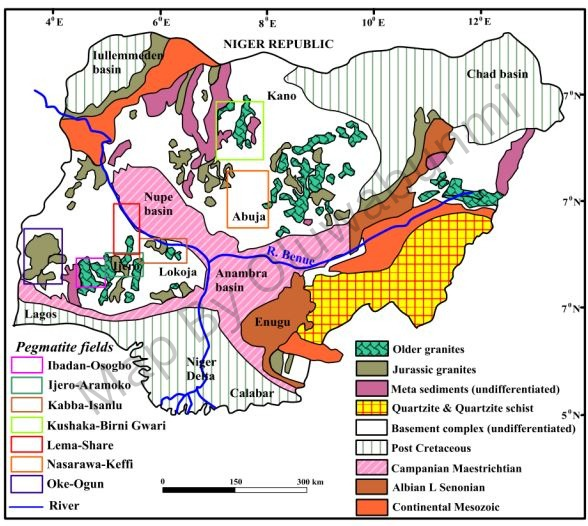 4°E
6°E
8°E
10°E
12°E
NIGER REPUBLIC
Iullemmeden
basin
Chad basin
Kano
7°N
Nupe
basin
Abuja
7°N
R. Benue
Ijero
Lokoja
Anambra
basin
Lagos
Enugu
7°N
Niger
Delta
Calabar
5°N
Pegmatite fields
Ibadan-Osogbo
Ijero-Aramoko
Kabba-Isanlu
Kushaka-Birni Gwari
Lema-Share
Nasarawa-Keffi
Oke-Ogun
River
0 150 300 km
Older granites
Jurassic granites
Meta sediments (undifferentiated)
Quartzite & Quartzite schist
Basement complex (undifferentiated)
Post Cretaceous
Campanian Maestrichtian
Albian L Senonian
Continental Mesozoic